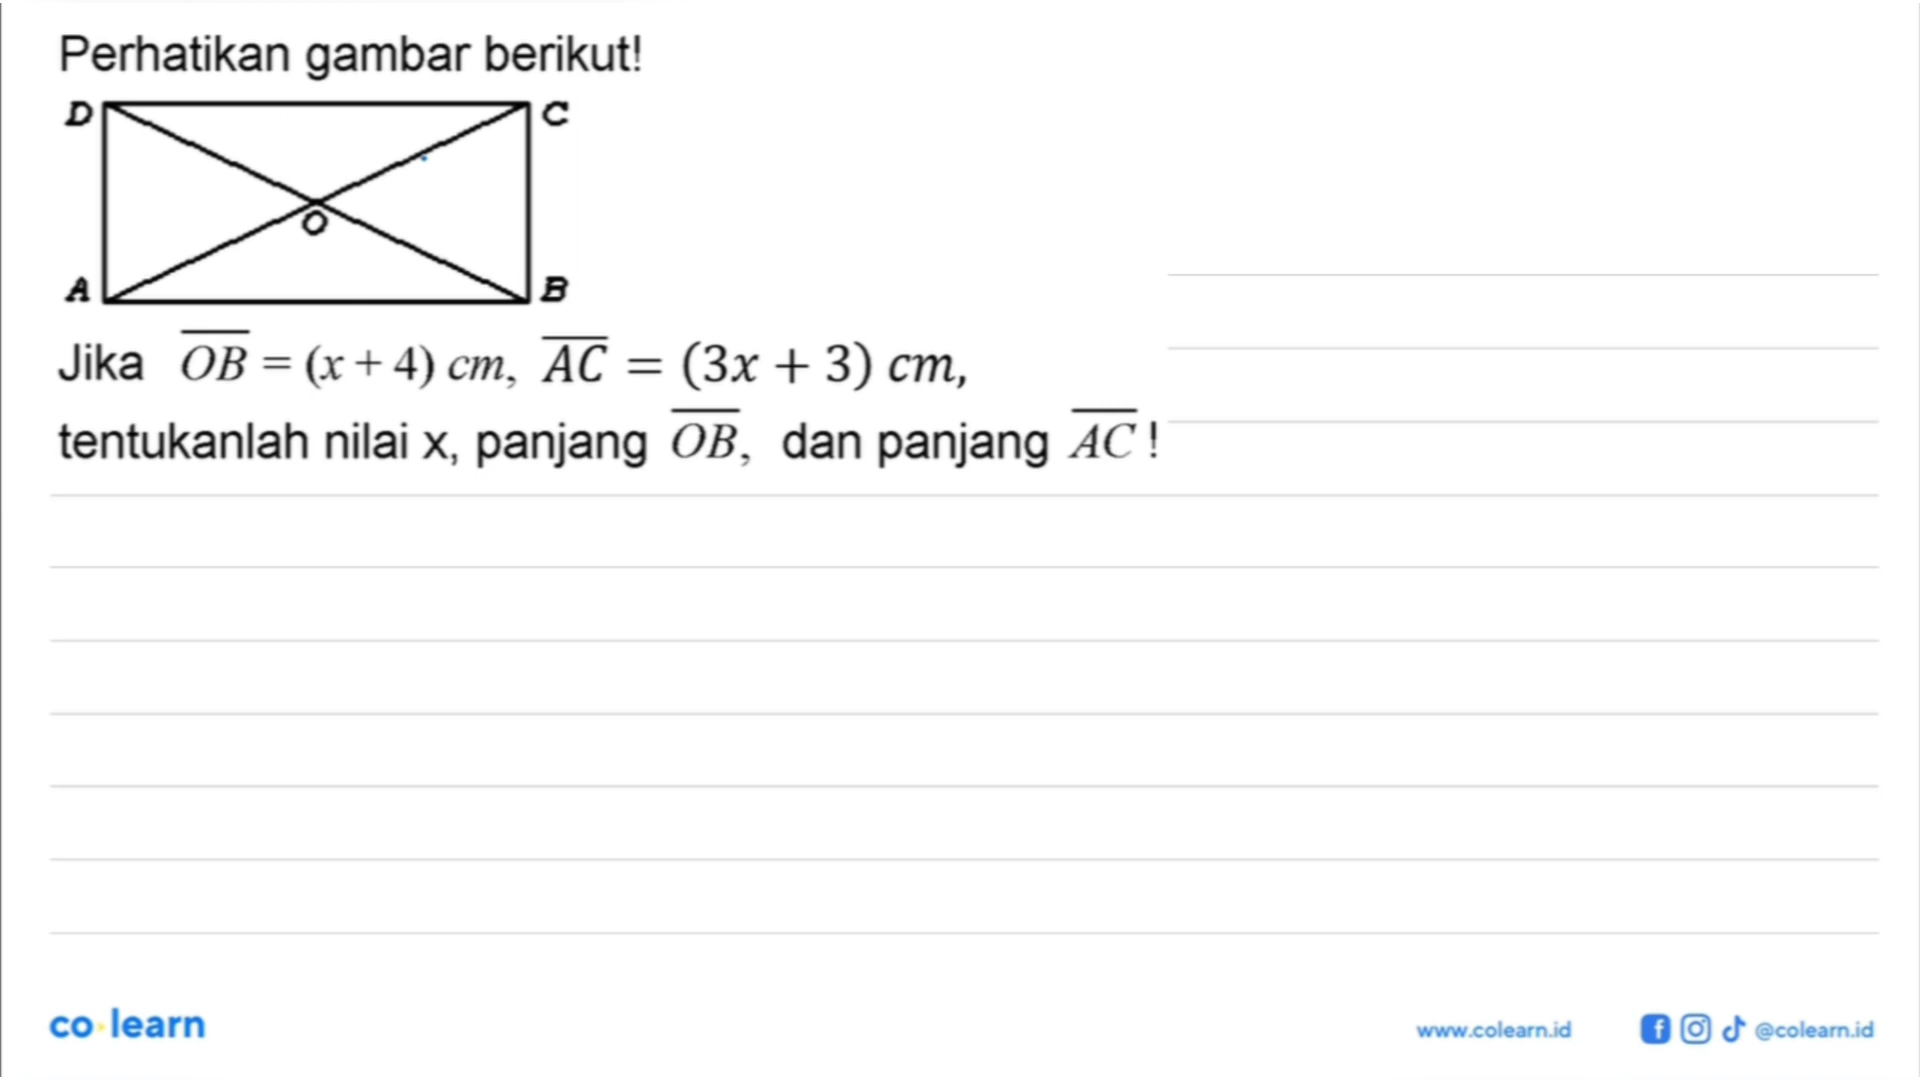 Perhatikan gambar berikut!
D C
O
A B
Jika OB = (x + 4) cm, AC = (3x + 3) cm,
tentukanlah nilai x, panjang OB, dan panjang AC !
co learn
www.colearn.id @colearn.id